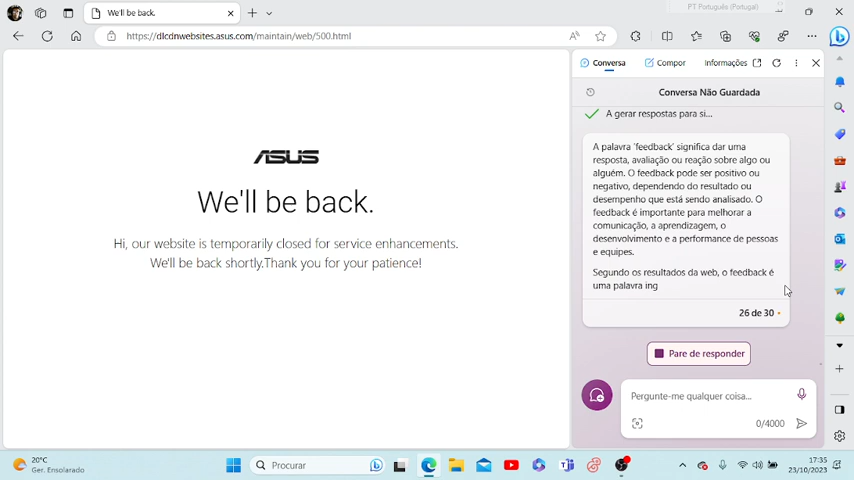 PT Português (Portugal)
We'll be back.
https://dlcdnwebsites.asus.com/maintain/web/500.html
Conversa
Compor
Informações
Conversa Não Guardada
A gerar respostas para si...
ASUS
We'll be back.
Hi, our website is temporarily closed for service enhancements.
We'll be back shortly.Thank you for your patience!
A palavra 'feedback' significa dar uma
resposta, avaliação ou reação sobre algo ou
alguém. O feedback pode ser positivo ou
negativo, dependendo do resultado ou
desempenho que está sendo analisado. O
feedback é importante para melhorar a
comunicação, a aprendizagem, o
desenvolvimento e a performance de pessoas
e equipes.
Segundo os resultados da web, o feedback é
uma palavra ing
26 de 30
Pare de responder
Pergunte-me qualquer coisa...
0/4000
20°C
Ger. Ensolarado
Procurar
17:35
23/10/2023